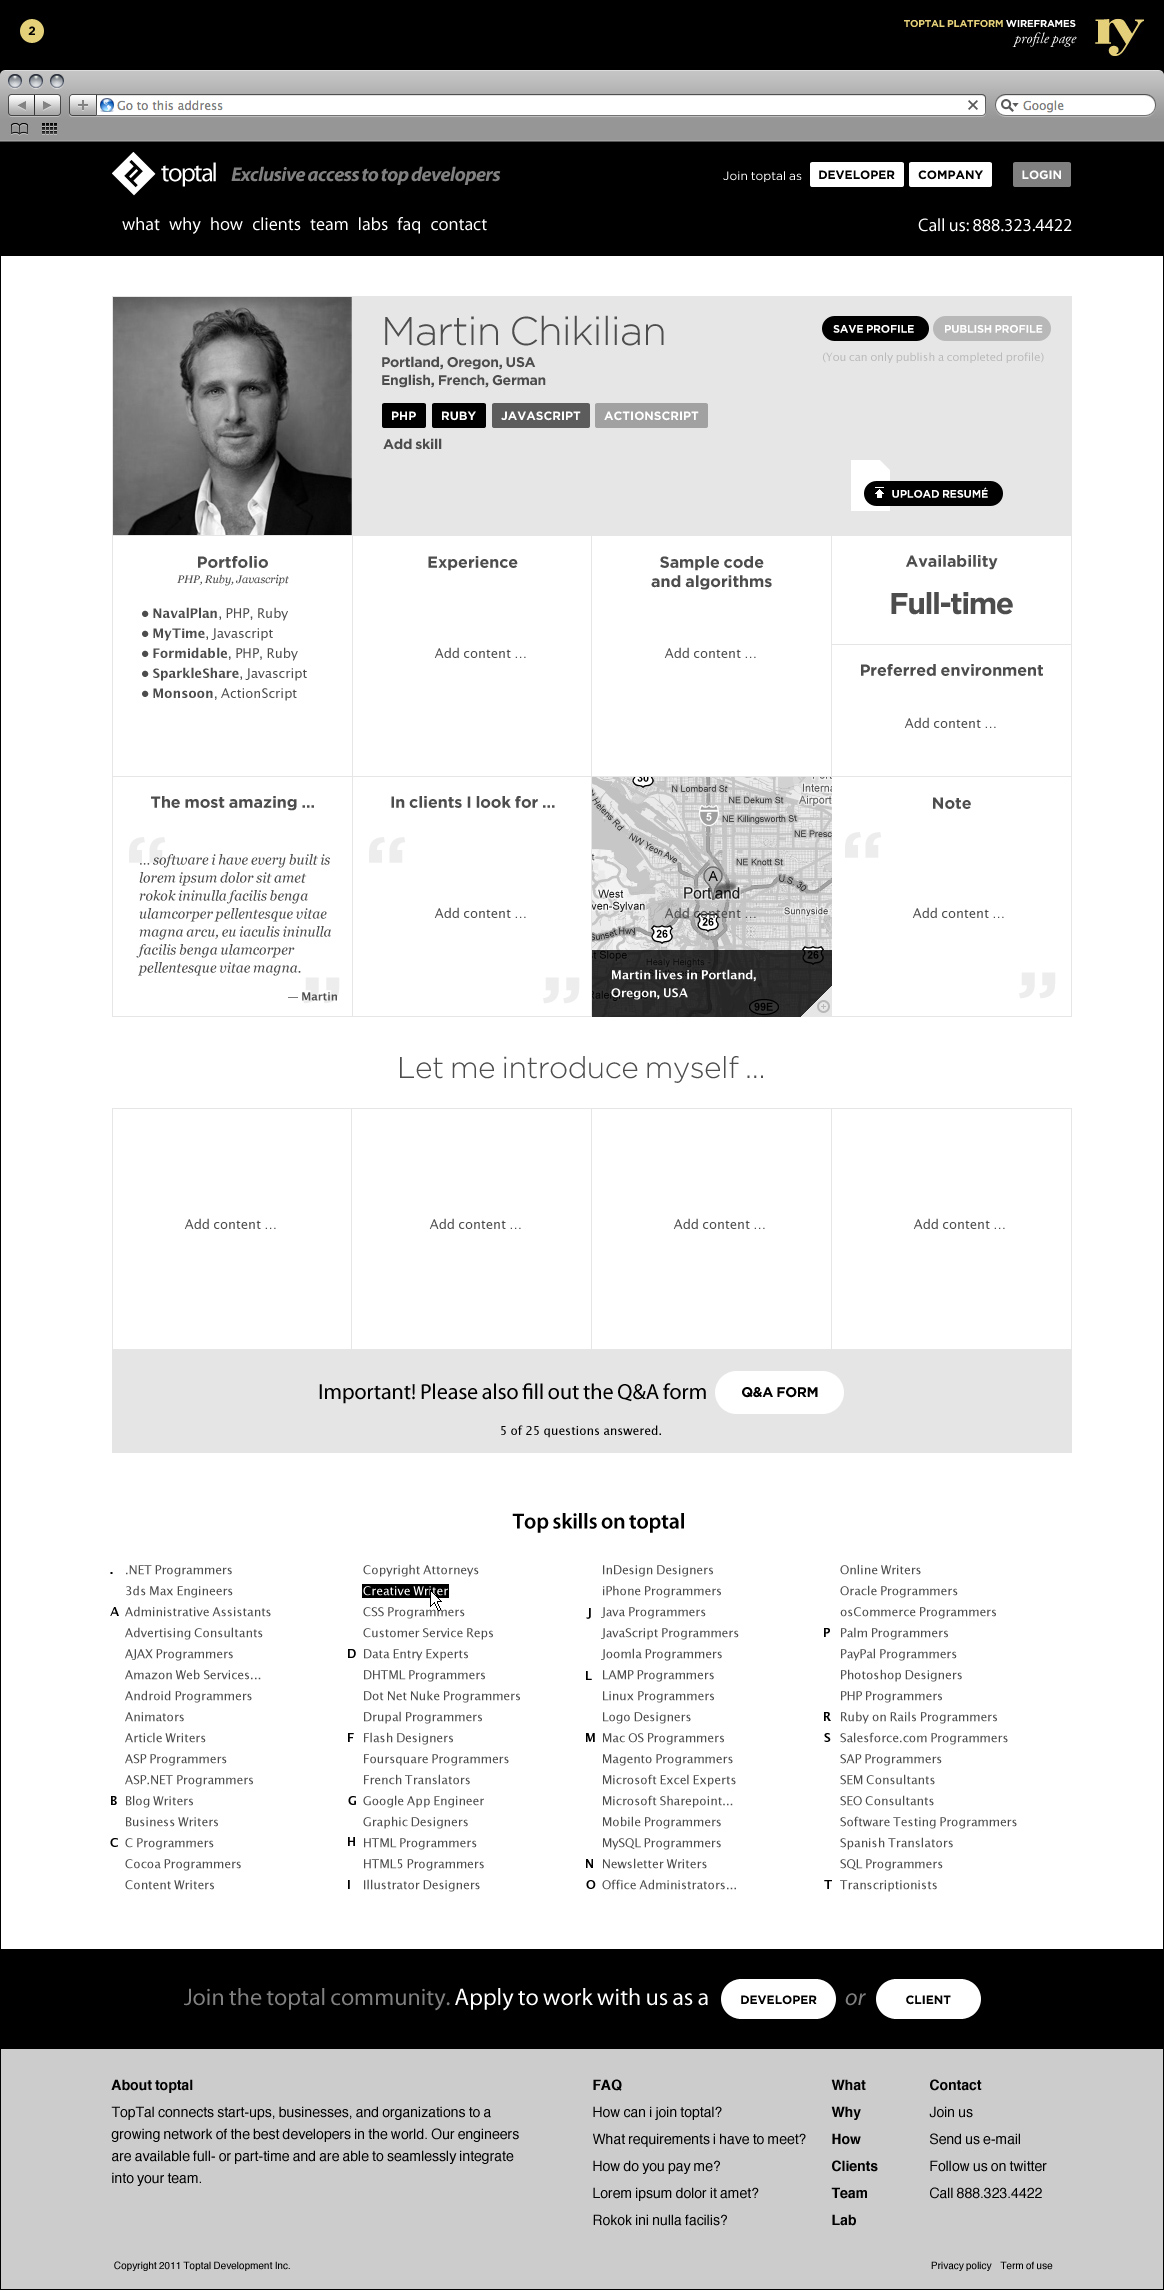 2
TOPTAL PLATFORM WIREFRAMES
profile page
ry
Go to this address
Google
toptal Exclusive access to top developers
Join toptal as DEVELOPER COMPANY LOGIN
what why how clients team labs faq contact
Call us: 888.323.4422
Martin Chikilian
SAVE PROFILE PUBLISH PROFILE
(You can only publish a completed profile)
Portland, Oregon, USA
English, French, German
PHP RUBY JAVASCRIPT ACTIONSCRIPT
Add skill
UPLOAD RESUMÉ
Portfolio
PHP, Ruby, Javascript
● NavalPlan, PHP, Ruby
● MyTime, Javascript
● Formidable, PHP, Ruby
● SparkleShare, Javascript
● Monsoon, ActionScript
Experience
Add content ...
Sample code
and algorithms
Add content ...
Availability
Full-time
Preferred environment
Add content ...
The most amazing ...
“
... software i have every built is
lorem ipsum dolor sit amet
rokok ininulla facilis benga
ulamcorper pellentesque vitae
magna arcu, eu iaculis ininulla
facilis benga ulamcorper
pellentesque vitae magna.
”
— Martin
In clients I look for ...
“
Add content ...
”
30
N Lombard St
NE Dekum St
Airport
5
NE Killingsworth St
N Helens Rd
NW Yeon Ave
NE Presc
NE Knott St
A
U.S. 30
Portland
West
ven-Sylvan
Add content ...
Sunnyside
26
26
Sunset Hwy
t Slope
Healy Heights
26
Martin lives in Portland,
Oregon, USA
99E
Note
“
Add content ...
”
Let me introduce myself ...
Add content ...
Add content ...
Add content ...
Add content ...
Important! Please also fill out the Q&A form Q&A FORM
5 of 25 questions answered.
Top skills on toptal
. .NET Programmers
3ds Max Engineers
A Administrative Assistants
Advertising Consultants
AJAX Programmers
Amazon Web Services...
Android Programmers
Animators
Article Writers
ASP Programmers
ASP.NET Programmers
B Blog Writers
Business Writers
C C Programmers
Cocoa Programmers
Content Writers
Copyright Attorneys
Creative Writer
CSS Programmers
Customer Service Reps
D Data Entry Experts
DHTML Programmers
Dot Net Nuke Programmers
Drupal Programmers
F Flash Designers
Foursquare Programmers
French Translators
G Google App Engineer
Graphic Designers
H HTML Programmers
HTML5 Programmers
I Illustrator Designers
InDesign Designers
iPhone Programmers
J Java Programmers
JavaScript Programmers
Joomla Programmers
L LAMP Programmers
Linux Programmers
Logo Designers
M Mac OS Programmers
Magento Programmers
Microsoft Excel Experts
Microsoft Sharepoint...
Mobile Programmers
MySQL Programmers
N Newsletter Writers
O Office Administrators...
Online Writers
Oracle Programmers
osCommerce Programmers
P Palm Programmers
PayPal Programmers
Photoshop Designers
PHP Programmers
R Ruby on Rails Programmers
S Salesforce.com Programmers
SAP Programmers
SEM Consultants
SEO Consultants
Software Testing Programmers
Spanish Translators
SQL Programmers
T Transcriptionists
Join the toptal community. Apply to work with us as a DEVELOPER or CLIENT
About toptal
TopTal connects start-ups, businesses, and organizations to a
growing network of the best developers in the world. Our engineers
are available full- or part-time and are able to seamlessly integrate
into your team.
FAQ
How can i join toptal?
What requirements i have to meet?
How do you pay me?
Lorem ipsum dolor it amet?
Rokok ini nulla facilis?
What
Why
How
Clients
Team
Lab
Contact
Join us
Send us e-mail
Follow us on twitter
Call 888.323.4422
Copyright 2011 Toptal Development Inc.
Privacy policy Term of use